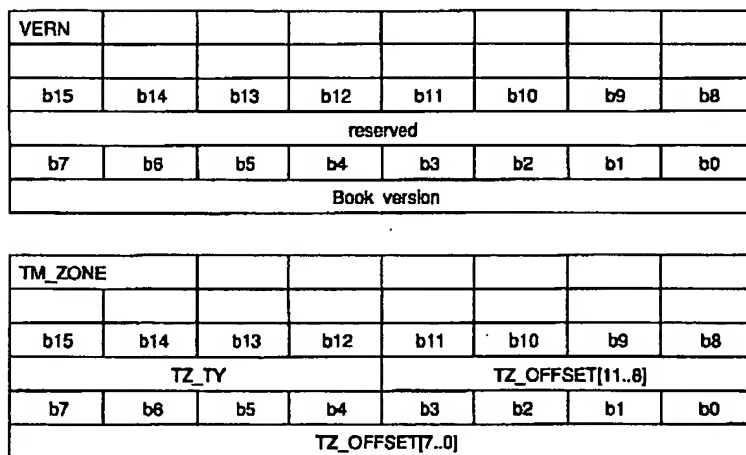 VERN
b15 b14 b13 b12 b11 b10 b9 b8
reserved
b7 b6 b5 b4 b3 b2 b1 b0
Book version
TM_ZONE
b15 b14 b13 b12 b11 b10 b9 b8
TZ_TY TZ_OFFSET[11..8]
b7 b6 b5 b4 b3 b2 b1 b0
TZ_OFFSET[7..0]